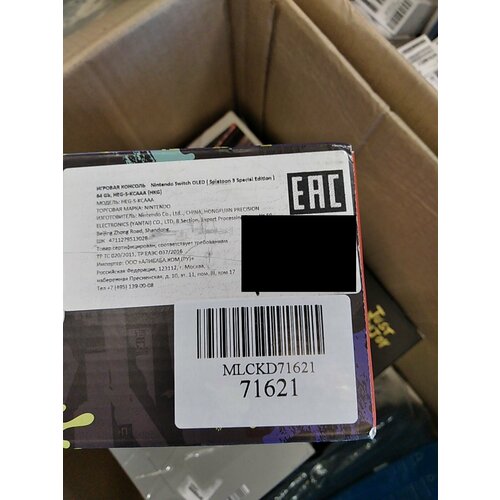 ИГРОВАЯ КОНСОЛЬ Nintendo Switch OLED ( Splatoon 3 Special Edition )
64 Gb, HEG-S-KCAAA (HKG)
МОДЕЛЬ: HEG-S-KCAAA
ТОРГОВАЯ МАРКА: NINTENDO
ИЗГОТОВИТЕЛЬ: Nintendo Co., Ltd., CHINA, HONGFUJIN PRECISION
ELECTRONICS (YANTAI) CO., LTD, B Section, Export Processing
Beijing Zhong Road, Shandong,
ШК: 4711279513028
Товар сертифицирован, соответствует требованиям
ТР ТС 020/2011, ТР ЕАЭС 037/2016
Импортер: ООО «АЛИБАБА.КОМ (РУ)»
Российская Федерация, 123112, г. Москва,
набережная Пресненская, д. 10, эт. 11, пом. III, ком 17
Тел +7 (495) 139-00-08
EAC
MLCKD71621
71621
JUST